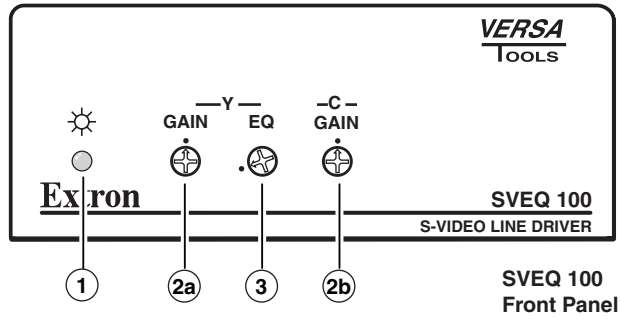 VERSA
TOOLS
Y
C
GAIN EQ GAIN
Extron
SVEQ 100
S-VIDEO LINE DRIVER
1 2a 3 2b
SVEQ 100
Front Panel